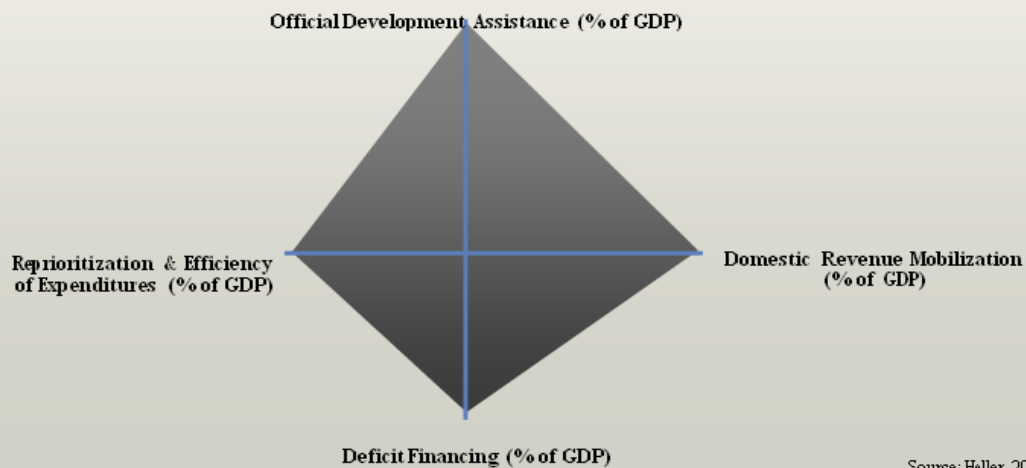 Official Development Assistance (% of GDP)
Reprioritization & Efficiency
of Expenditures (% of GDP)
Domestic Revenue Mobilization
(% of GDP)
Deficit Financing (% of GDP)
Source: Heller, 20